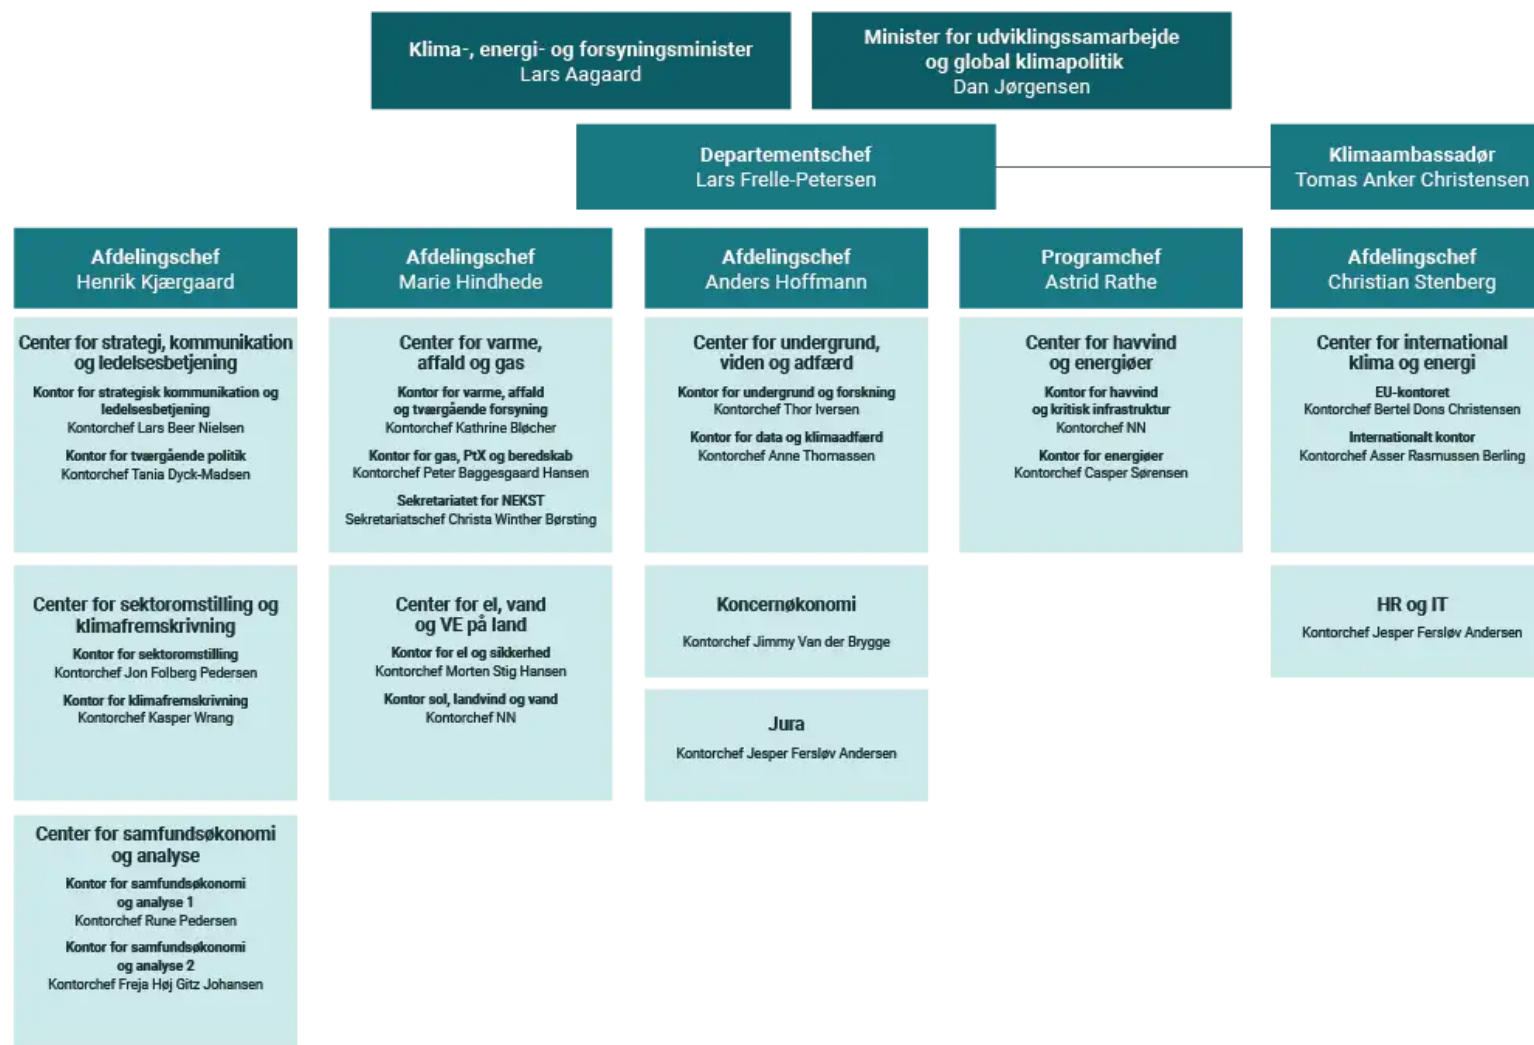 Klima-, energi- og forsyningsminister
Lars Aagaard
Minister for udviklingssamarbejde
og global klimapolitik
Dan Jørgensen
Departementschef
Lars Frelle-Petersen
Klimaambassadør
Tomas Anker Christensen
Afdelingschef
Henrik Kjærgaard
Center for strategi, kommunikation
og ledelsesbetjening
Kontor for strategisk kommunikation og
ledelsesbetjening
Kontorchef Lars Beer Nielsen
Kontor for tværgående politik
Kontorchef Tania Dyck-Madsen
Center for sektoromstilling og
klimafremskrivning
Kontor for sektoromstilling
Kontorchef Jon Folberg Pedersen
Kontor for klimafremskrivning
Kontorchef Kasper Wrang
Center for samfundsøkonomi
og analyse
Kontor for samfundsøkonomi
og analyse 1
Kontorchef Rune Pedersen
Kontor for samfundsøkonomi
og analyse 2
Kontorchef Freja Høj Gitz Johansen
Afdelingschef
Marie Hindhede
Center for varme,
affald og gas
Kontor for varme, affald
og tværgående forsyning
Kontorchef Kathrine Bløcher
Kontor for gas, PtX og beredskab
Kontorchef Peter Baggesgaard Hansen
Sekretariatet for NEKST
Sekretariatschef Christa Winther Børsting
Center for el, vand
og VE på land
Kontor for el og sikkerhed
Kontorchef Morten Stig Hansen
Kontor sol, landvind og vand
Kontorchef NN
Afdelingschef
Anders Hoffmann
Center for undergrund,
viden og adfærd
Kontor for undergrund og forskning
Kontorchef Thor Iversen
Kontor for data og klimaadfærd
Kontorchef Anne Thomassen
Koncernøkonomi
Kontorchef Jimmy Van der Brygge
Jura
Kontorchef Jesper Fersløv Andersen
Programchef
Astrid Rathe
Center for havvind
og energiøer
Kontor for havvind
og kritisk infrastruktur
Kontorchef NN
Kontor for energiøer
Kontorchef Casper Sørensen
Afdelingschef
Christian Stenberg
Center for international
klima og energi
EU-kontoret
Kontorchef Bertel Dons Christensen
Internationalt kontor
Kontorchef Asser Rasmussen Berling
HR og IT
Kontorchef Jesper Fersløv Andersen